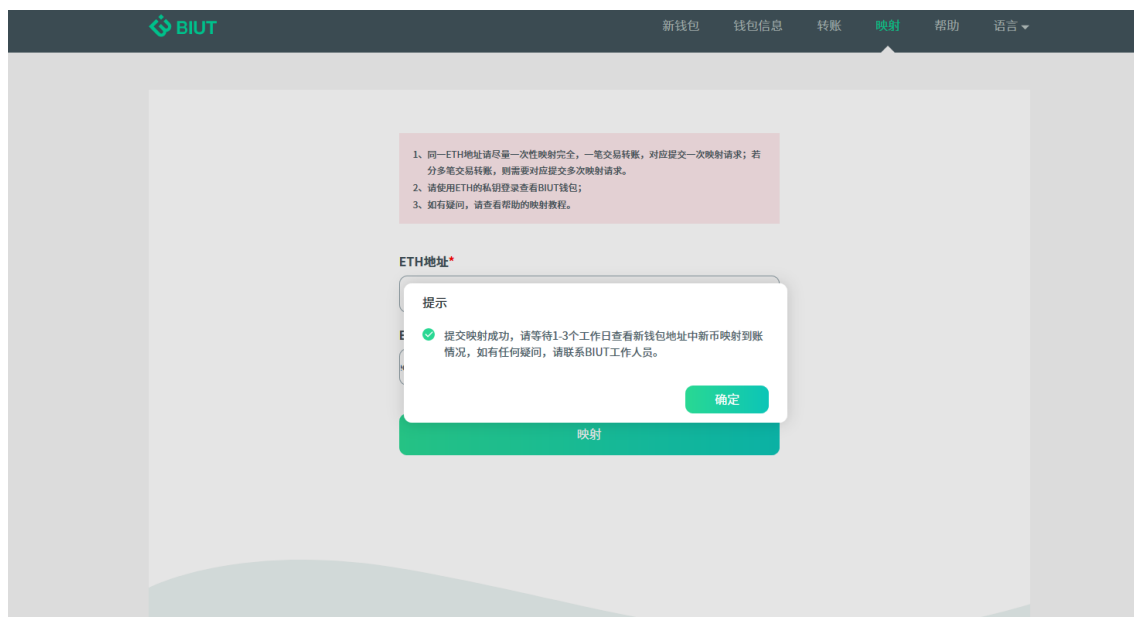 BIUT
新钱包 钱包信息 转账 映射 帮助 语言
1、同一ETH地址请尽量一次性映射完全，一笔交易转账，对应提交一次映射请求；若
分多笔交易转账，则需要对应提交多次映射请求。
2、请使用ETH的私钥登录查看BIUT钱包；
3、如有疑问，请查看帮助的映射教程。
ETH地址*
提示
提交映射成功，请等待1-3个工作日查看新钱包地址中新币映射到账
情况，如有任何疑问，请联系BIUT工作人员。
确定
映射